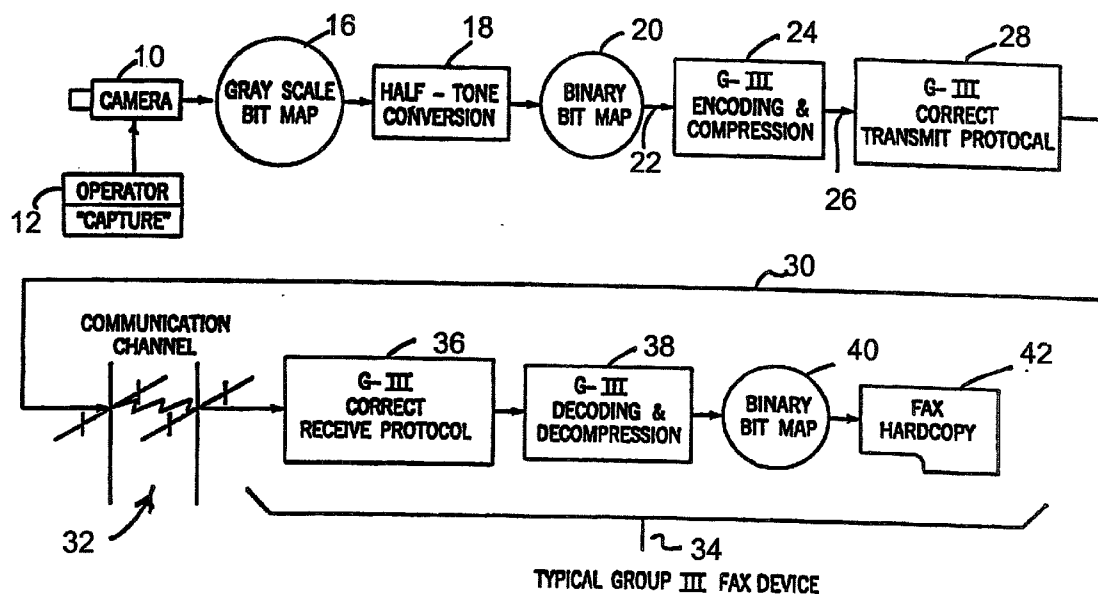 16
18
20
24
28
10
CAMERA
GRAY SCALE
BIT MAP
HALF - TONE
CONVERSION
BINARY
BIT MAP
G-III
ENCODING &
COMPRESSION
G-III
CORRECT
TRANSMIT PROTOCAL
22
26
12
OPERATOR
"CAPTURE"
30
COMMUNICATION
CHANNEL
36
38
40
42
G-III
CORRECT
RECEIVE PROTOCOL
G-III
DECODING &
DECOMPRESSION
BINARY
BIT MAP
FAX
HARDCOPY
32
34
TYPICAL GROUP III FAX DEVICE